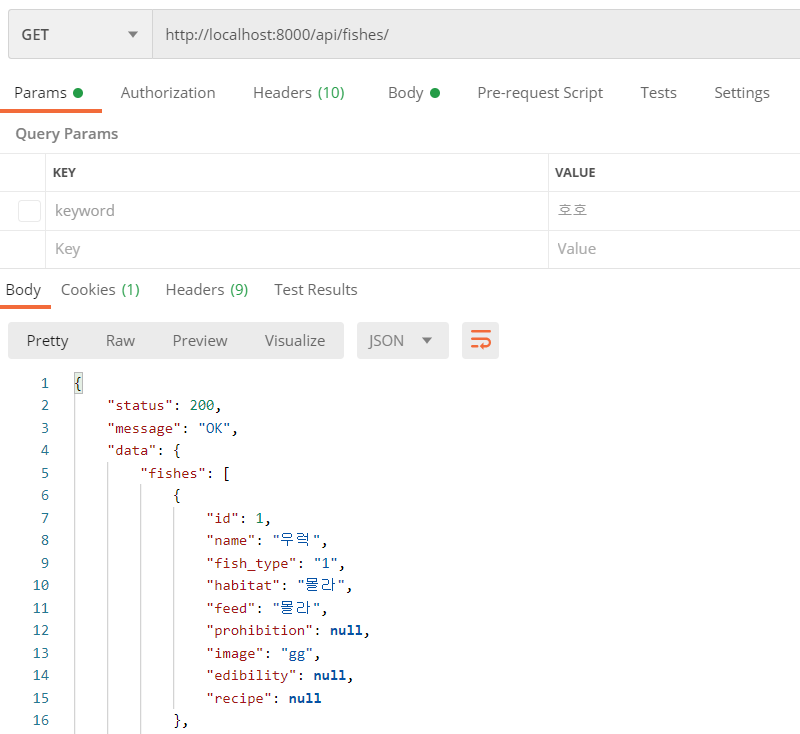 GET http://localhost:8000/api/fishes/
Params Authorization Headers (10) Body Pre-request Script Tests Settings
Query Params
KEY VALUE
keyword 호호
Key Value
Body Cookies (1) Headers (9) Test Results
Pretty Raw Preview Visualize JSON
1 {
2 "status": 200,
3 "message": "OK",
4 "data": {
5 "fishes": [
6 {
7 "id": 1,
8 "name": "우럭",
9 "fish_type": "1",
10 "habitat": "몰라",
11 "feed": "몰라",
12 "prohibition": null,
13 "image": "gg",
14 "edibility": null,
15 "recipe": null
16 },